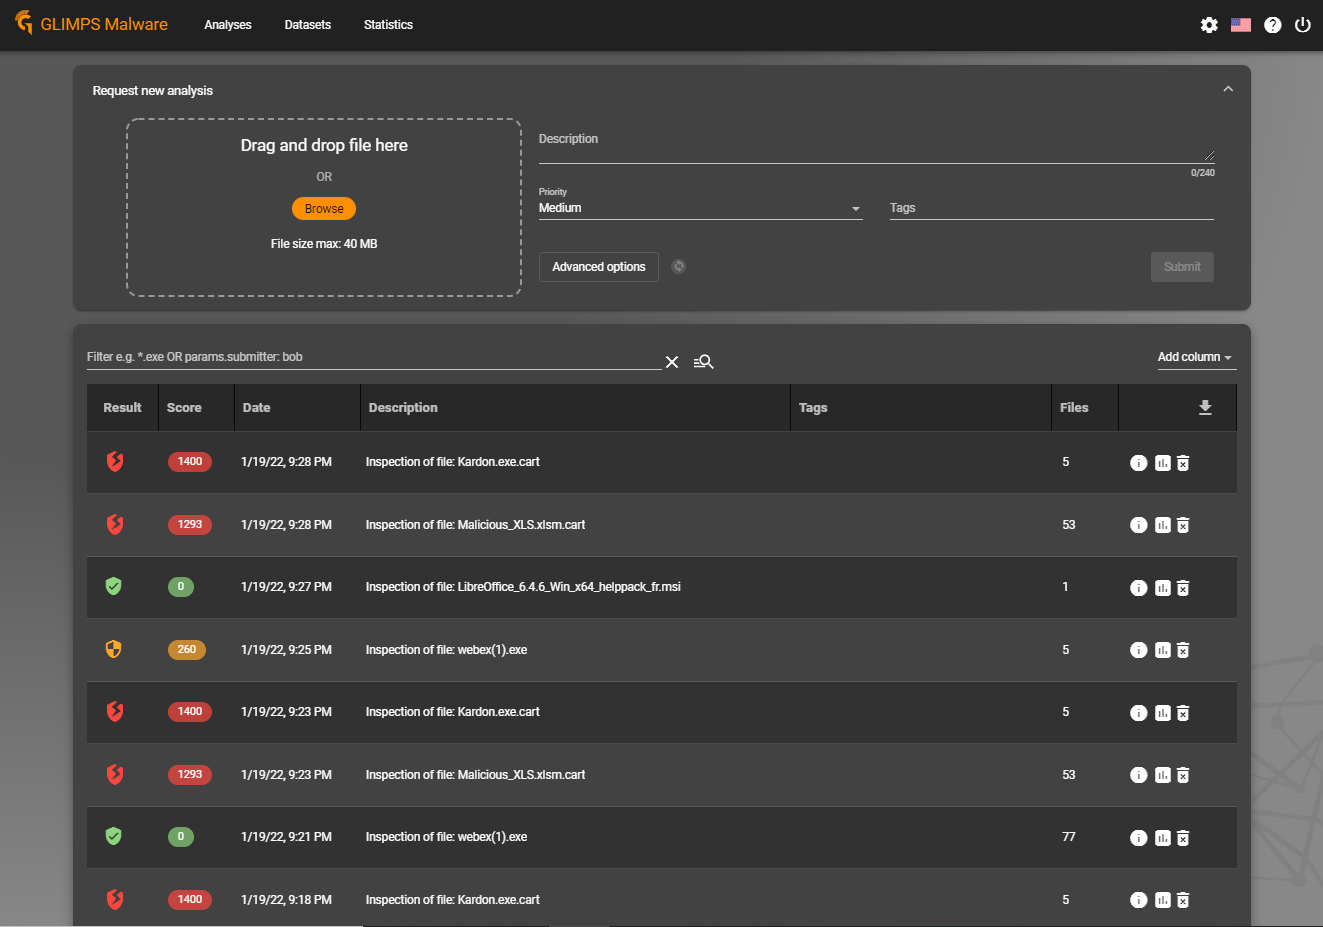 GLIMPS Malware Analyses Datasets Statistics
Request new analysis
Drag and drop file here
OR
Browse
File size max: 40 MB
Description
0/240
Priority
Medium
Tags
Advanced options
Submit
Filter e.g. *.exe OR params.submitter: bob
Add column
Result Score Date Description Tags Files
1400 1/19/22, 9:28 PM Inspection of file: Kardon.exe.cart 5
1293 1/19/22, 9:28 PM Inspection of file: Malicious_XLS.xlsm.cart 53
0 1/19/22, 9:27 PM Inspection of file: LibreOffice_6.4.6_Win_x64_helppack_fr.msi 1
260 1/19/22, 9:25 PM Inspection of file: webex(1).exe 5
1400 1/19/22, 9:23 PM Inspection of file: Kardon.exe.cart 5
1293 1/19/22, 9:23 PM Inspection of file: Malicious_XLS.xlsm.cart 53
0 1/19/22, 9:21 PM Inspection of file: webex(1).exe 77
1400 1/19/22, 9:18 PM Inspection of file: Kardon.exe.cart 5